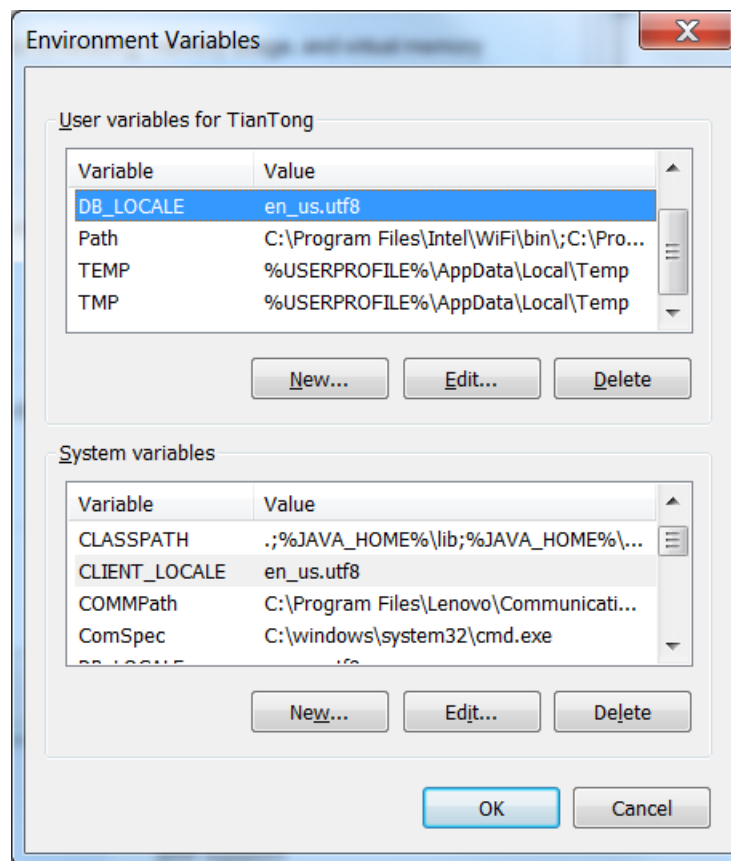 Environment Variables
User variables for TianTong
Variable Value
DB_LOCALE en_us.utf8
Path C:\Program Files\Intel\WiFi\bin\;C:\Pro...
TEMP %USERPROFILE%\AppData\Local\Temp
TMP %USERPROFILE%\AppData\Local\Temp
New... Edit... Delete
System variables
Variable Value
CLASSPATH .;%JAVA_HOME%\lib;%JAVA_HOME%\...
CLIENT_LOCALE en_us.utf8
COMMPath C:\Program Files\Lenovo\Communicati...
ComSpec C:\windows\system32\cmd.exe
New... Edit... Delete
OK Cancel